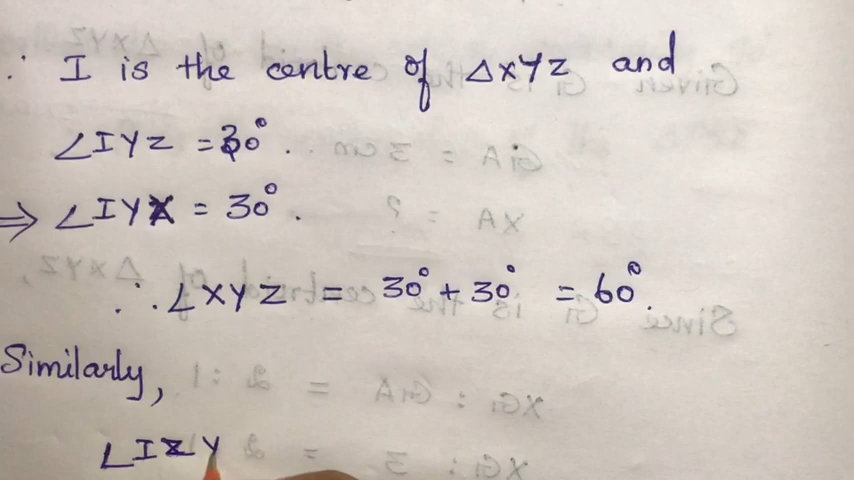 ∵ I is the centre of ΔXYZ and
∠IYZ = 30°.
⇒ ∠IYX = 30°.
∴ ∠XYZ = 30° + 30° = 60°.
Similarly,
∠IZY